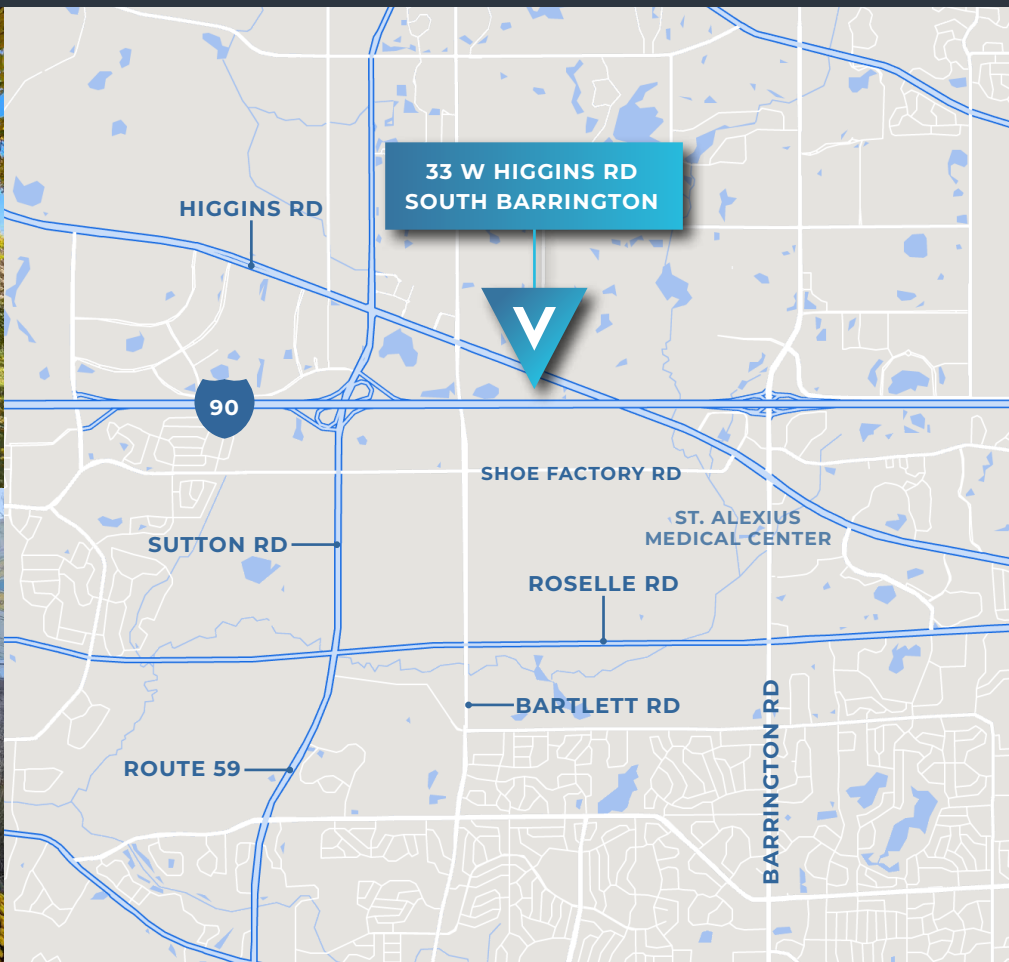 33 W HIGGINS RD
SOUTH BARRINGTON
HIGGINS RD
V
90
SHOE FACTORY RD
ST. ALEXIUS
MEDICAL CENTER
SUTTON RD
ROSELLE RD
BARTLETT RD
BARRINGTON RD
ROUTE 59